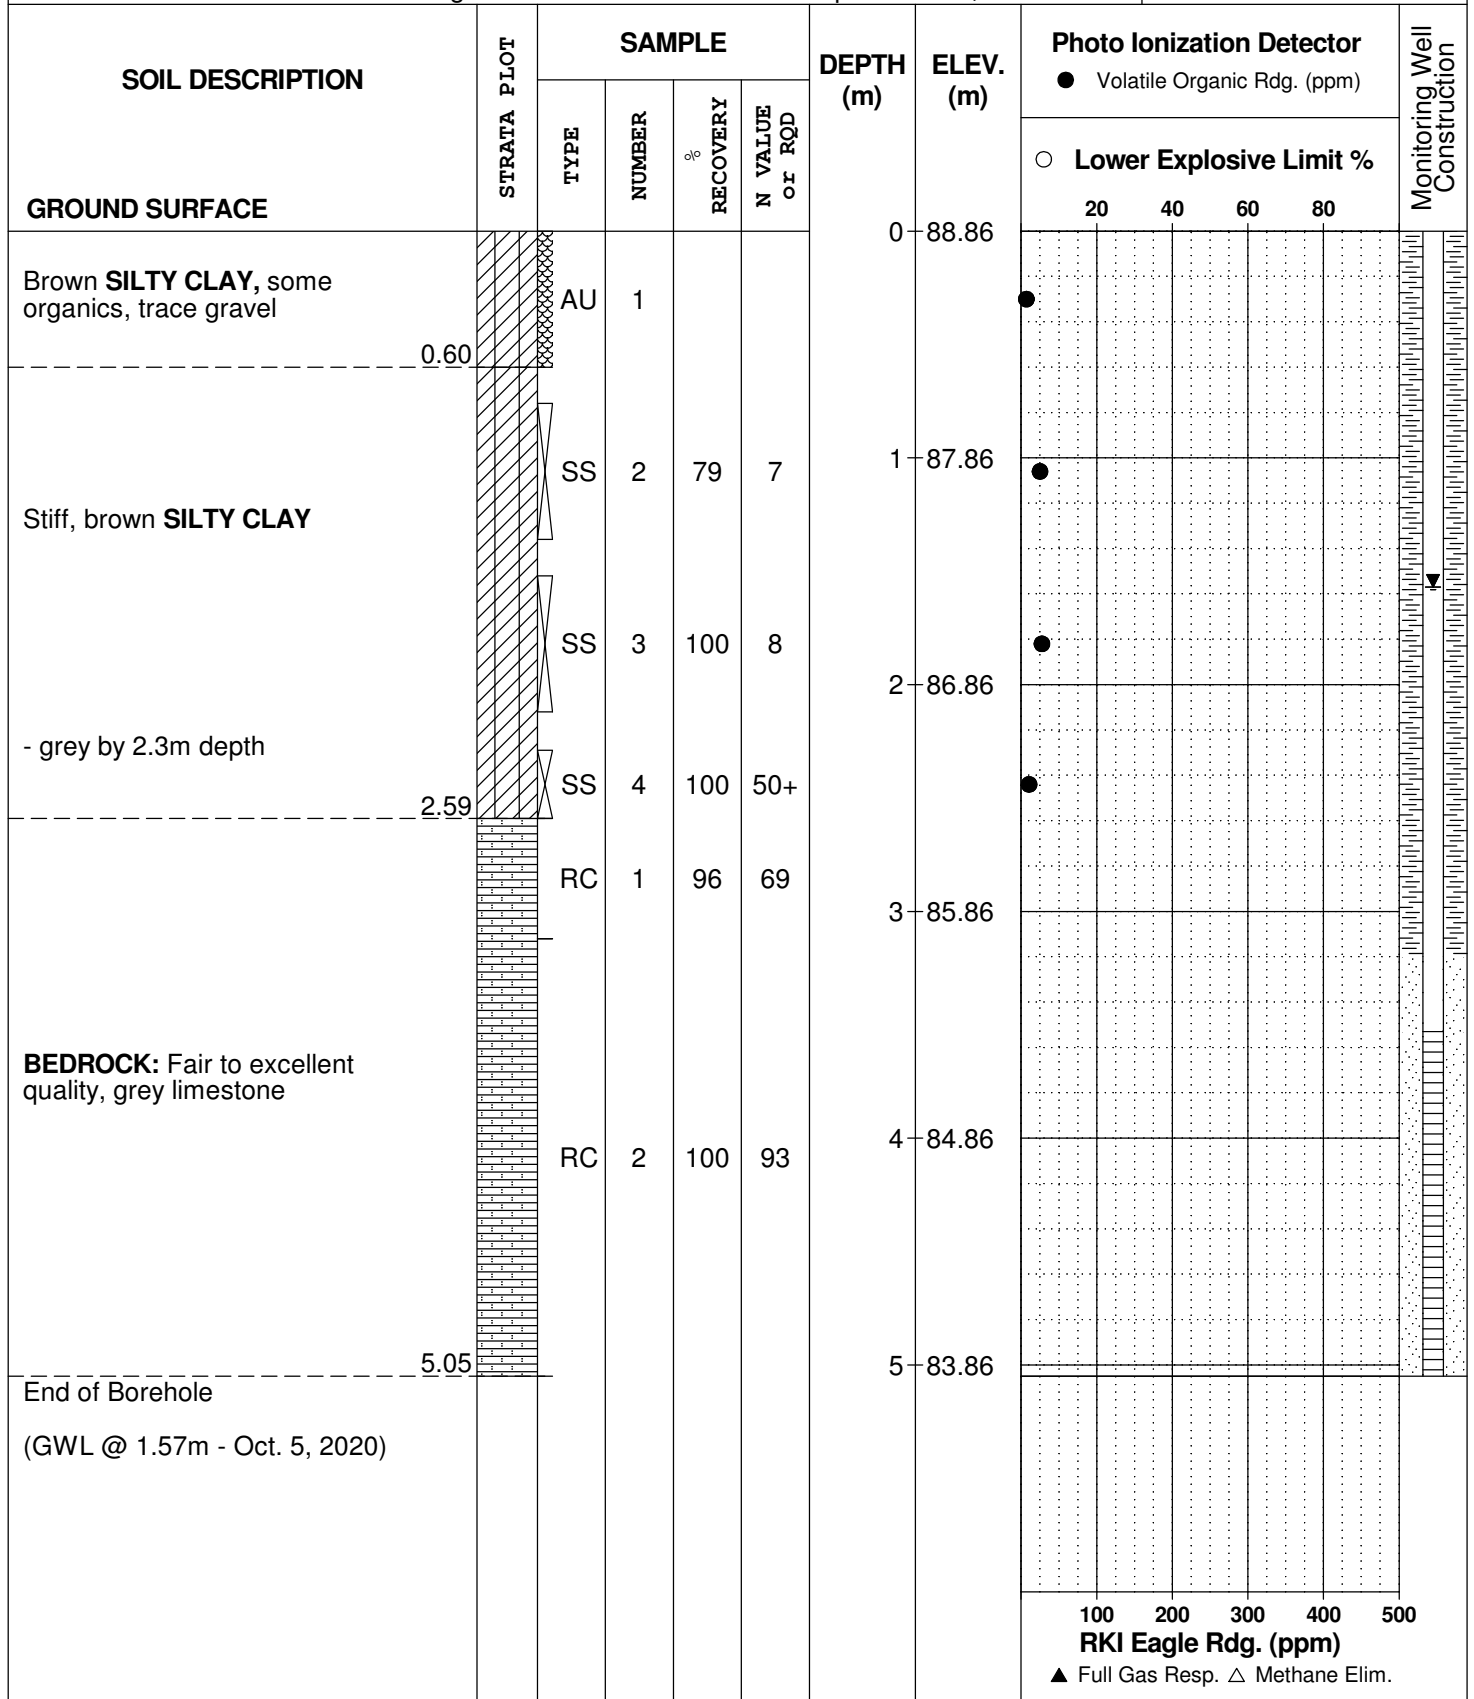 SOIL DESCRIPTION
GROUND SURFACE
STRATA PLOT
SAMPLE
TYPE
NUMBER
%
RECOVERY
N VALUE
or RQD
DEPTH
(m)
ELEV.
(m)
Photo Ionization Detector
● Volatile Organic Rdg. (ppm)
○ Lower Explosive Limit %
20 40 60 80
Monitoring Well
Construction
0 88.86
Brown SILTY CLAY, some
organics, trace gravel
AU 1
0.60
SS 2 79 7
1 87.86
Stiff, brown SILTY CLAY
SS 3 100 8
2 86.86
- grey by 2.3m depth
SS 4 100 50+
2.59
RC 1 96 69
3 85.86
BEDROCK: Fair to excellent
quality, grey limestone
4 84.86
RC 2 100 93
5.05
5 83.86
End of Borehole
(GWL @ 1.57m - Oct. 5, 2020)
100 200 300 400 500
RKI Eagle Rdg. (ppm)
▲ Full Gas Resp. △ Methane Elim.